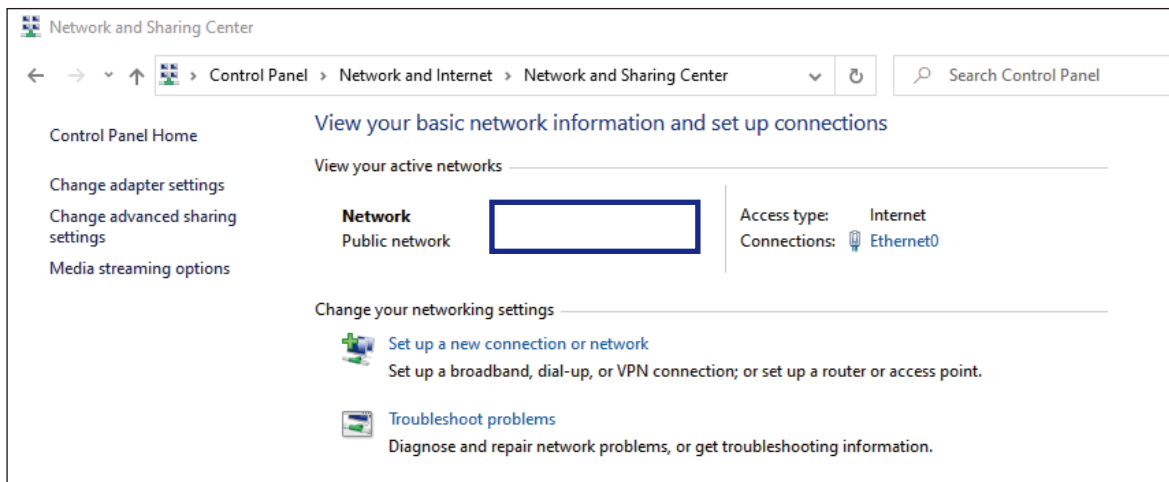 Network and Sharing Center
Control Panel > Network and Internet > Network and Sharing Center
Search Control Panel
Control Panel Home
Change adapter settings
Change advanced sharing
settings
Media streaming options
View your basic network information and set up connections
View your active networks
Network
Public network
Access type: Internet
Connections: Ethernet0
Change your networking settings
Set up a new connection or network
Set up a broadband, dial-up, or VPN connection; or set up a router or access point.
Troubleshoot problems
Diagnose and repair network problems, or get troubleshooting information.